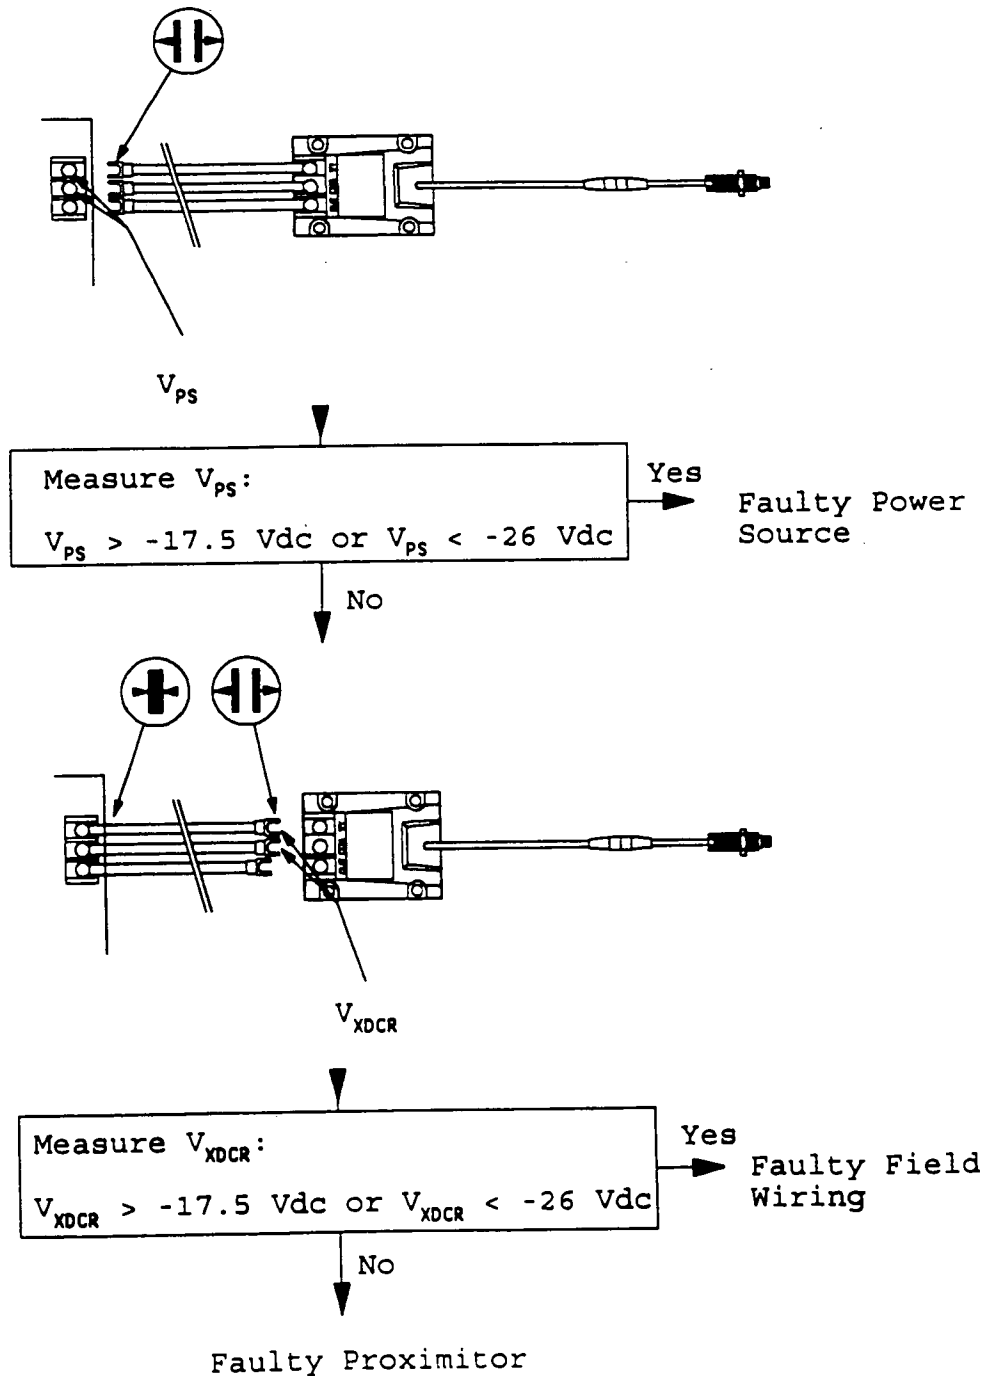 V_PS
Measure V_PS:
V_PS > -17.5 Vdc or V_PS < -26 Vdc
Yes
Faulty Power
Source
No
V_XDCR
Measure V_XDCR:
V_XDCR > -17.5 Vdc or V_XDCR < -26 Vdc
Yes
Faulty Field
Wiring
No
Faulty Proximitor